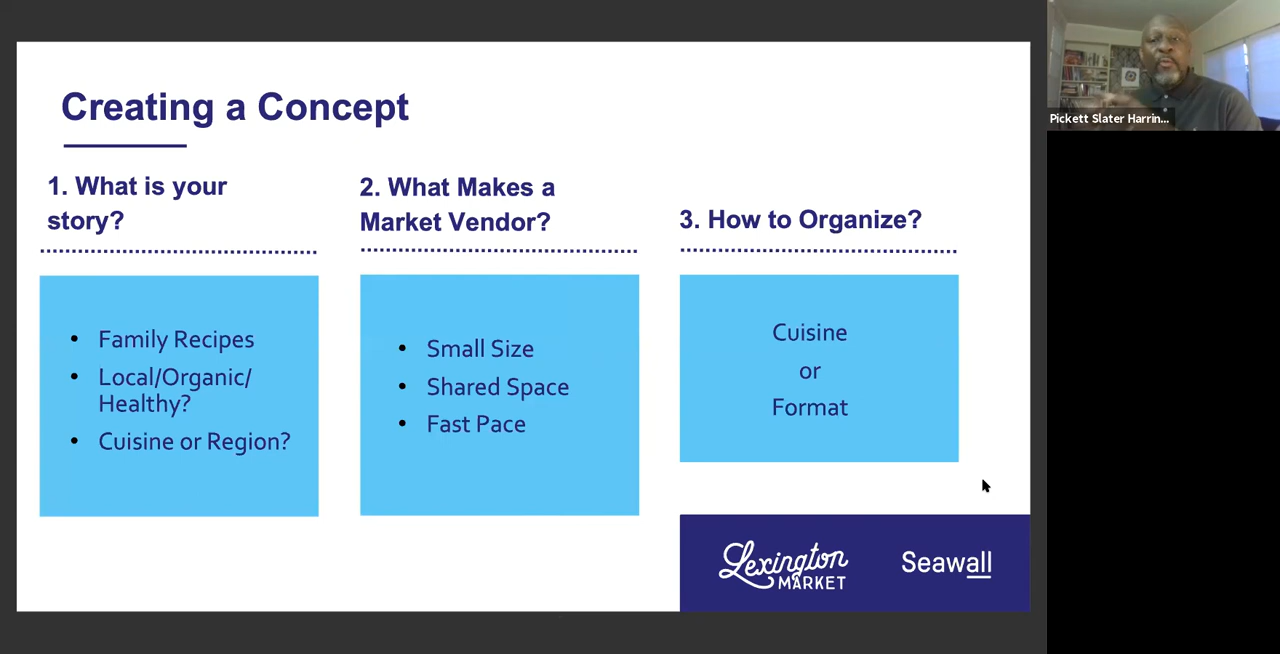 Creating a Concept
1. What is your
story?
Family Recipes
Local/Organic/
Healthy?
Cuisine or Region?
2. What Makes a
Market Vendor?
Small Size
Shared Space
Fast Pace
3. How to Organize?
Cuisine
or
Format
Lexington
MARKET
Seawall
Pickett Slater Harrin...